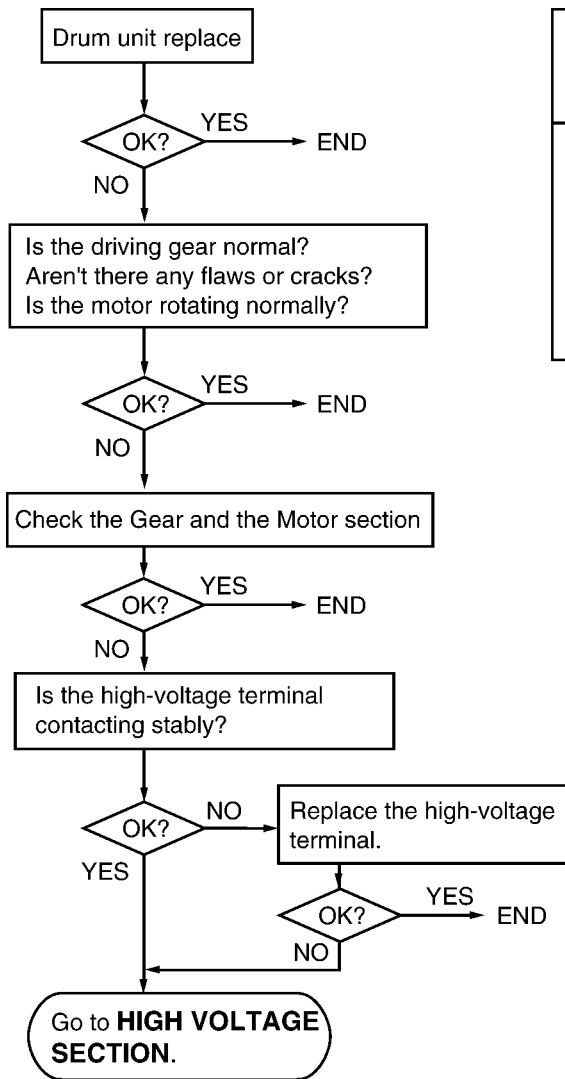 Drum unit replace
OK?
YES
END
NO
Is the driving gear normal?
Aren't there any flaws or cracks?
Is the motor rotating normally?
OK?
YES
END
NO
Check the Gear and the Motor section
OK?
YES
END
NO
Is the high-voltage terminal
contacting stably?
OK?
NO
Replace the high-voltage
terminal.
YES
OK?
YES
END
NO
Go to HIGH VOLTAGE
SECTION.